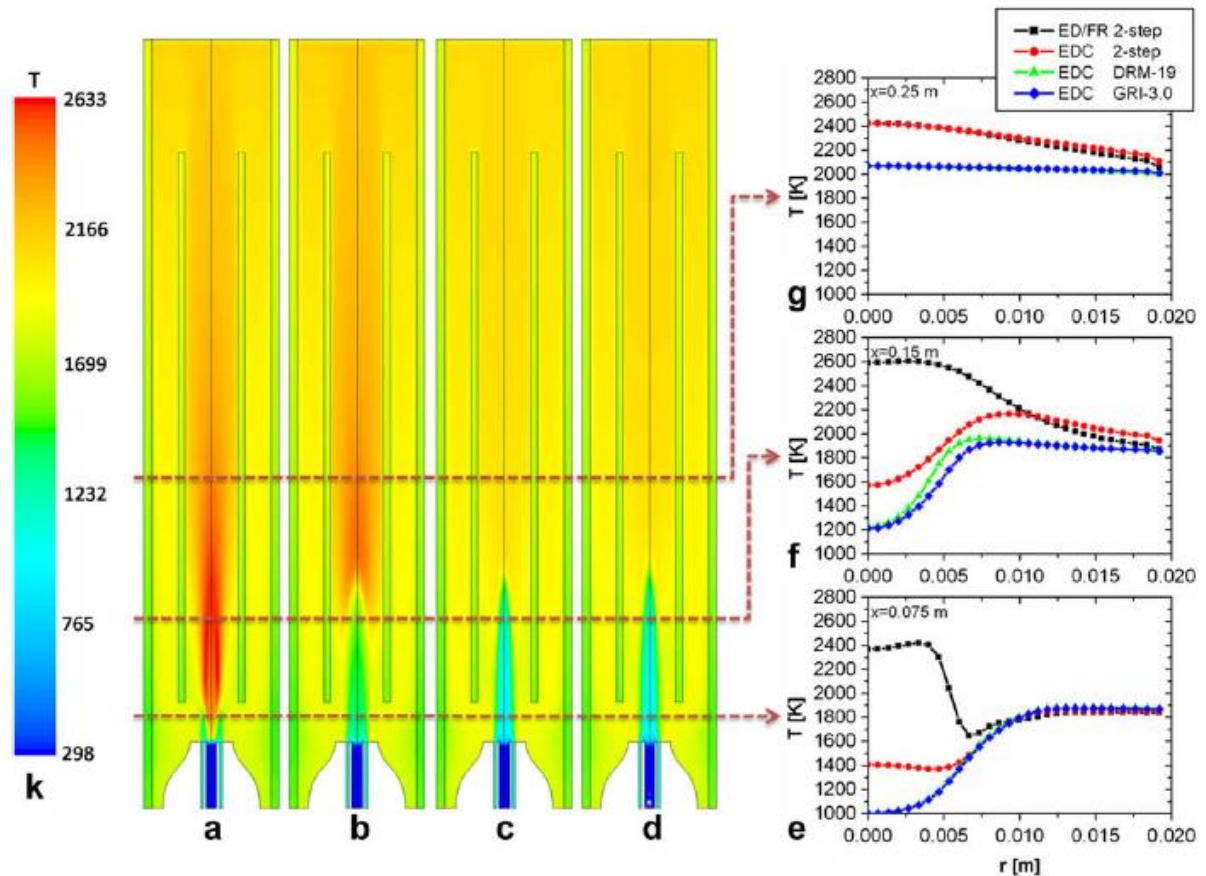 T
2633
2166
1699
1232
765
298
k
a
b
c
d
ED/FR 2-step
EDC 2-step
EDC DRM-19
EDC GRI-3.0
x=0.25 m
2800
2600
2400
2200
2000
1800
1600
1400
1200
1000
T [K]
g
0.000 0.005 0.010 0.015 0.020
x=0.15 m
2800
2600
2400
2200
2000
1800
1600
1400
1200
1000
T [K]
f
0.000 0.005 0.010 0.015 0.020
x=0.075 m
2800
2600
2400
2200
2000
1800
1600
1400
1200
1000
T [K]
e
0.000 0.005 0.010 0.015 0.020
r [m]